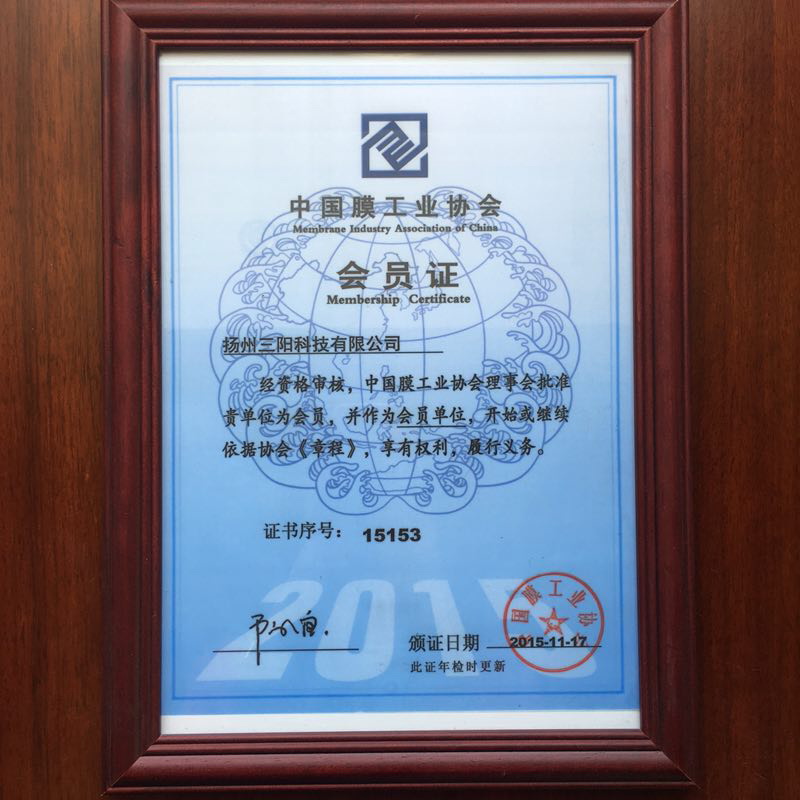 中国膜工业协会
Membrane Industry Association of China
会员证
Membership Certificate
扬州三阳科技有限公司
经资格审核，中国膜工业协会理事会批准
贵单位为会员，并作为会员单位，开始或继续
依据协会《章程》，享有权利，履行义务。
证书序号： 15153
颁证日期 2015-11-17
此证年检时更新
国膜工业协